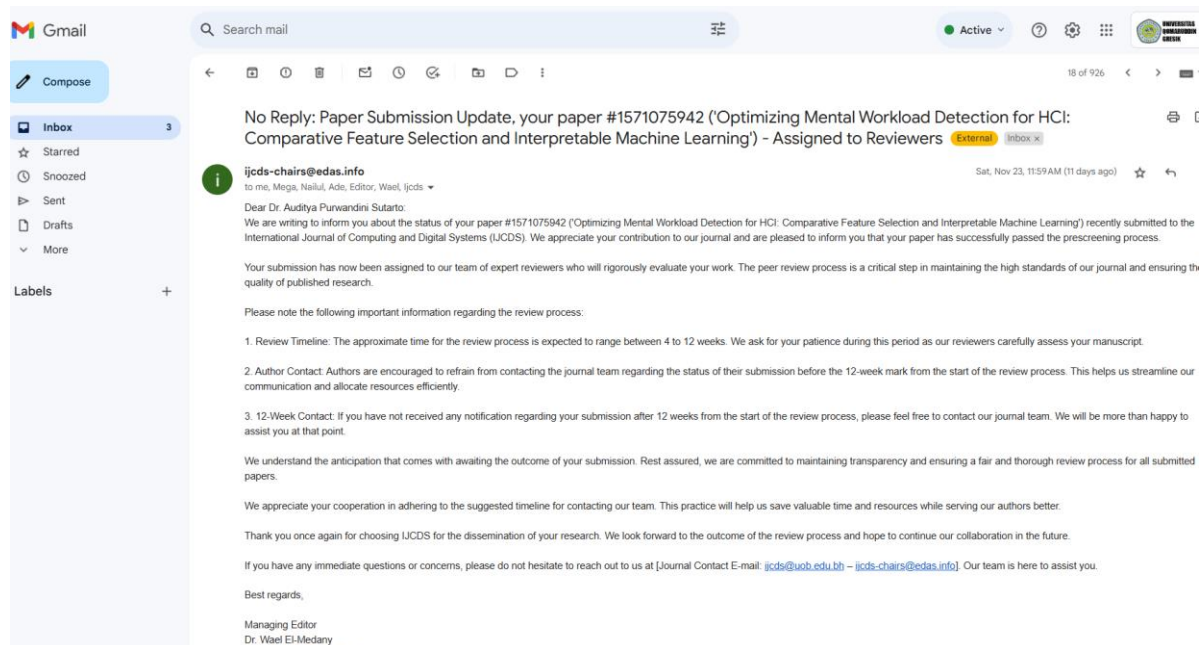 Gmail
Search mail
Active
UNIVERSITAS
QOMARUDDIN
GRESIK
Compose
18 of 926
Inbox 3
Starred
Snoozed
Sent
Drafts
More
Labels
No Reply: Paper Submission Update, your paper #1571075942 ('Optimizing Mental Workload Detection for HCI:
Comparative Feature Selection and Interpretable Machine Learning') - Assigned to Reviewers External Inbox x
i
ijcds-chairs@edas.info
Sat, Nov 23, 11:59 AM (11 days ago)
to me, Mega, Nailul, Ade, Editor, Wael, Ijcds
Dear Dr. Auditya Purwandini Sutarto:
We are writing to inform you about the status of your paper #1571075942 ('Optimizing Mental Workload Detection for HCI: Comparative Feature Selection and Interpretable Machine Learning') recently submitted to the
International Journal of Computing and Digital Systems (IJCDS). We appreciate your contribution to our journal and are pleased to inform you that your paper has successfully passed the prescreening process.
Your submission has now been assigned to our team of expert reviewers who will rigorously evaluate your work. The peer review process is a critical step in maintaining the high standards of our journal and ensuring the
quality of published research.
Please note the following important information regarding the review process:
1. Review Timeline: The approximate time for the review process is expected to range between 4 to 12 weeks. We ask for your patience during this period as our reviewers carefully assess your manuscript.
2. Author Contact: Authors are encouraged to refrain from contacting the journal team regarding the status of their submission before the 12-week mark from the start of the review process. This helps us streamline our
communication and allocate resources efficiently.
3. 12-Week Contact: If you have not received any notification regarding your submission after 12 weeks from the start of the review process, please feel free to contact our journal team. We will be more than happy to
assist you at that point.
We understand the anticipation that comes with awaiting the outcome of your submission. Rest assured, we are committed to maintaining transparency and ensuring a fair and thorough review process for all submitted
papers.
We appreciate your cooperation in adhering to the suggested timeline for contacting our team. This practice will help us save valuable time and resources while serving our authors better.
Thank you once again for choosing IJCDS for the dissemination of your research. We look forward to the outcome of the review process and hope to continue our collaboration in the future.
If you have any immediate questions or concerns, please do not hesitate to reach out to us at [Journal Contact E-mail: ijcds@uob.edu.bh – ijcds-chairs@edas.info]. Our team is here to assist you.
Best regards,
Managing Editor
Dr. Wael El-Medany